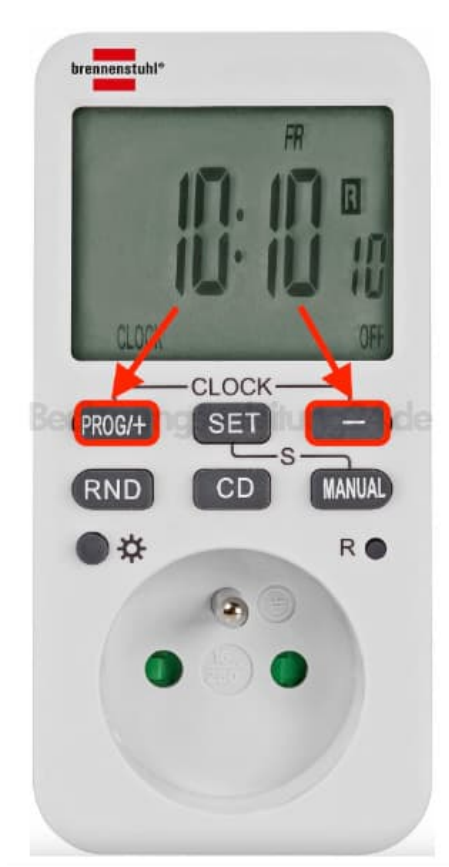 brennenstuhl®
FR
10:10 R
10
CLOCK OFF
CLOCK
PROG/+ SET –
S
RND CD MANUAL
R